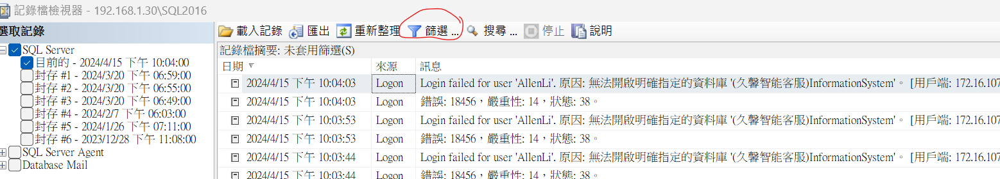 記錄檔檢視器 - 192.168.1.30\SQL2016
選取記錄
SQL Server
目前的 - 2024/4/15 下午 10:04:00
封存 #1 - 2024/3/20 下午 06:59:00
封存 #2 - 2024/3/20 下午 06:55:00
封存 #3 - 2024/3/20 下午 06:49:00
封存 #4 - 2024/2/7 下午 06:03:00
封存 #5 - 2024/1/26 下午 07:11:00
封存 #6 - 2023/12/28 下午 11:08:00
SQL Server Agent
Database Mail
載入記錄 匯出 重新整理 篩選 ... 搜尋 ... 停止 說明
記錄檔摘要: 未套用篩選(S)
日期 來源 訊息
2024/4/15 下午 10:04:03 Logon Login failed for user 'AllenLi'. 原因: 無法開啟明確指定的資料庫 '(久馨智能客服)InformationSystem'。 [用戶端: 172.16.107
2024/4/15 下午 10:04:03 Logon 錯誤: 18456，嚴重性: 14，狀態: 38。
2024/4/15 下午 10:03:53 Logon Login failed for user 'AllenLi'. 原因: 無法開啟明確指定的資料庫 '(久馨智能客服)InformationSystem'。 [用戶端: 172.16.107
2024/4/15 下午 10:03:53 Logon 錯誤: 18456，嚴重性: 14，狀態: 38。
2024/4/15 下午 10:03:44 Logon Login failed for user 'AllenLi'. 原因: 無法開啟明確指定的資料庫 '(久馨智能客服)InformationSystem'。 [用戶端: 172.16.107
2024/4/15 下午 10:03:44 Logon 錯誤: 18456，嚴重性: 14，狀態: 38。